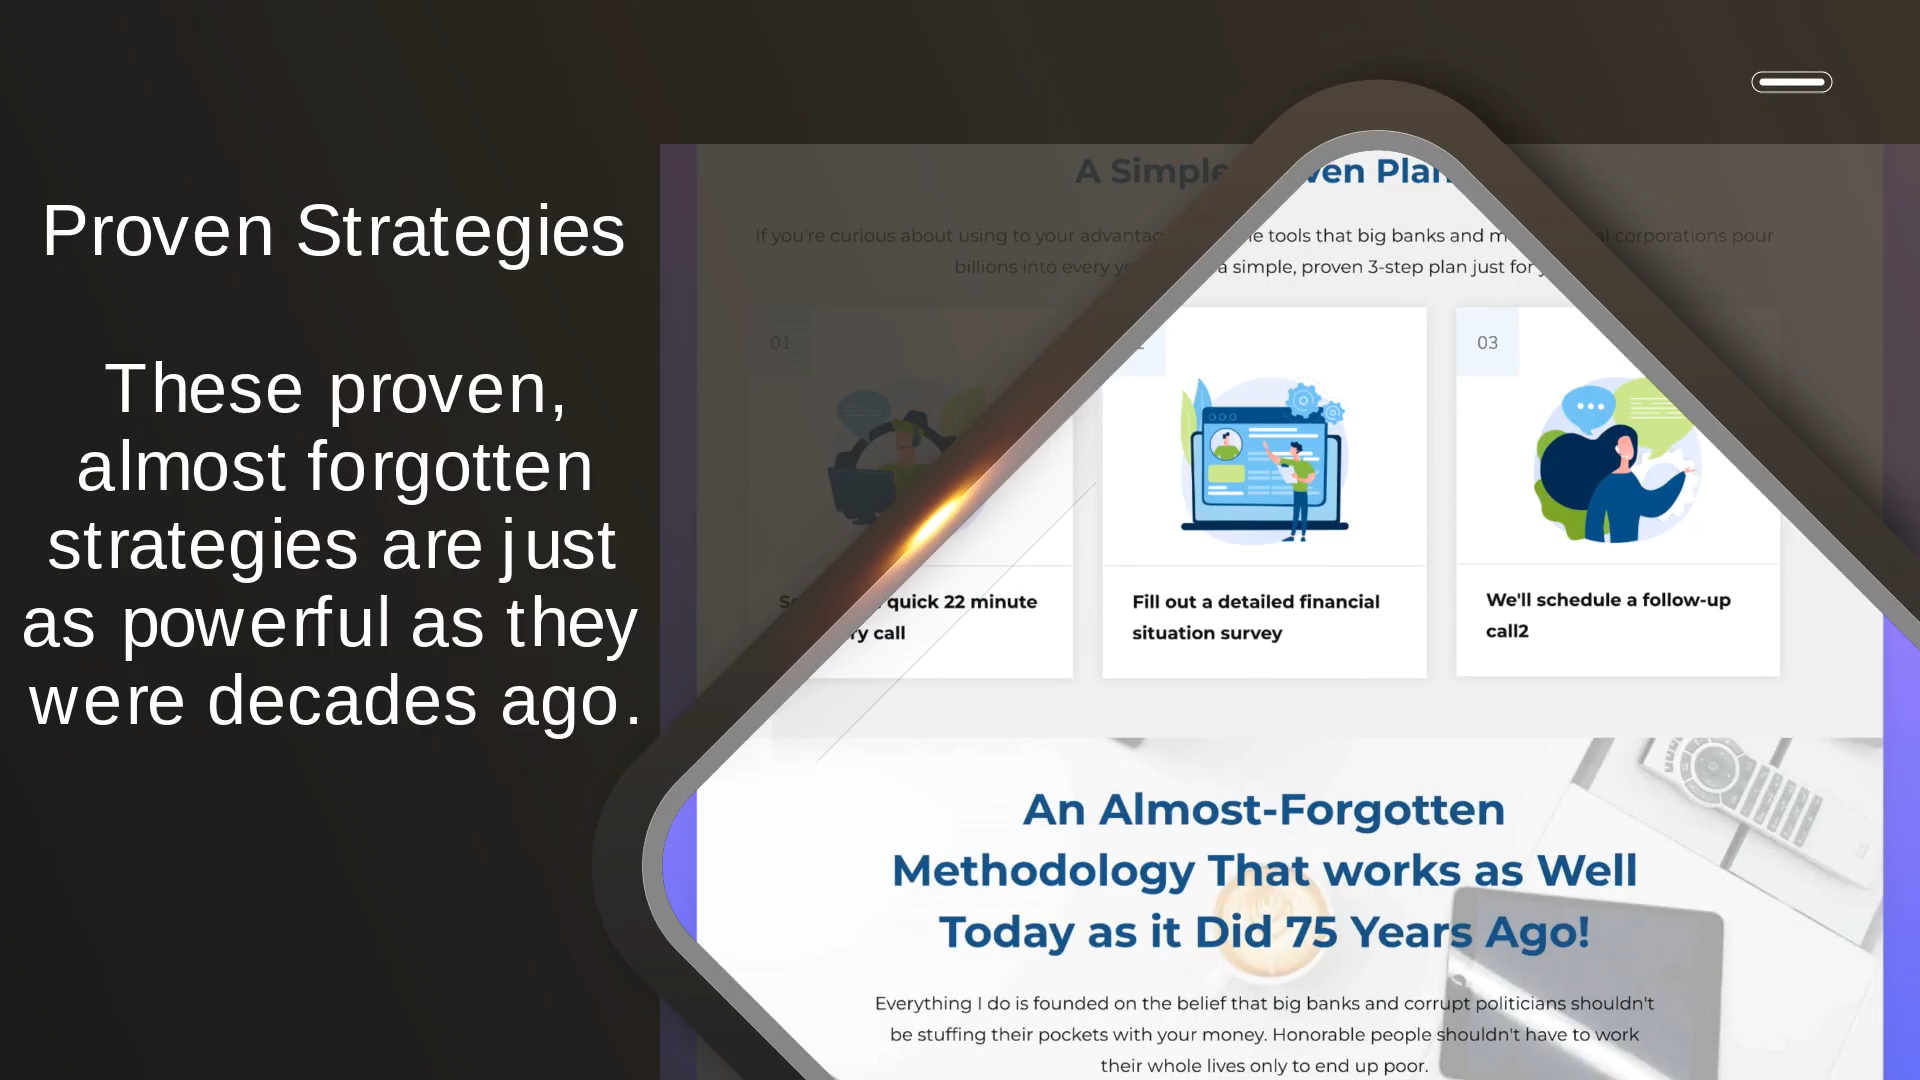 Proven Strategies
These proven,
almost forgotten
strategies are just
as powerful as they
were decades ago.
A Simple ven Plan
If you're curious about using to your advantag tools that big banks and corporations pour
billions into every a simple, proven 3-step plan just for
01
03
quick 22 minute
call
Fill out a detailed financial
situation survey
We'll schedule a follow-up
call2
An Almost-Forgotten
Methodology That works as Well
Today as it Did 75 Years Ago!
Everything I do is founded on the belief that big banks and corrupt politicians shouldn't
be stuffing their pockets with your money. Honorable people shouldn't have to work
their whole lives only to end up poor.